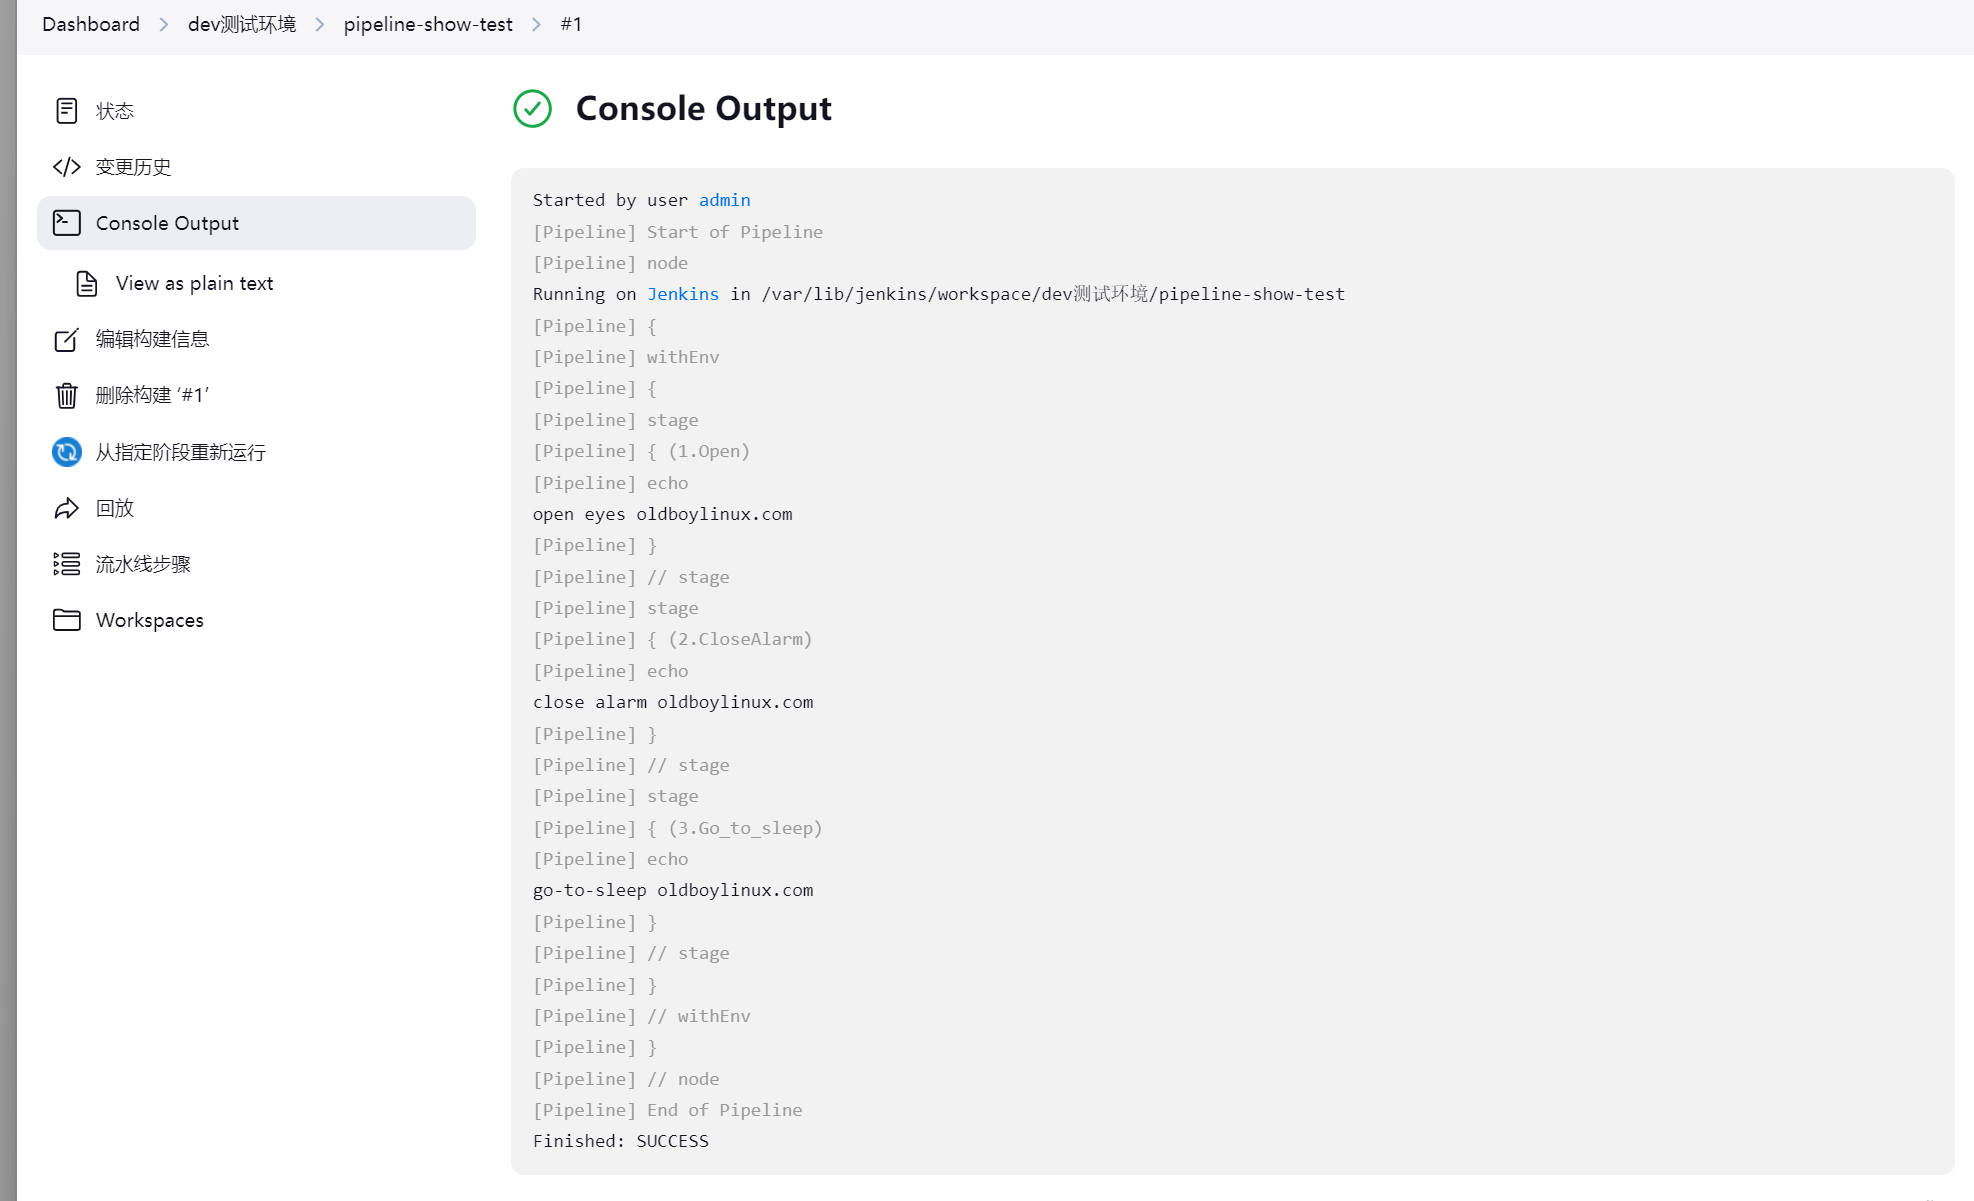 Dashboard > dev测试环境 > pipeline-show-test > #1
状态
变更历史
Console Output
View as plain text
编辑构建信息
删除构建 ‘#1’
从指定阶段重新运行
回放
流水线步骤
Workspaces
Console Output
Started by user admin
[Pipeline] Start of Pipeline
[Pipeline] node
Running on Jenkins in /var/lib/jenkins/workspace/dev测试环境/pipeline-show-test
[Pipeline] {
[Pipeline] withEnv
[Pipeline] {
[Pipeline] stage
[Pipeline] { (1.Open)
[Pipeline] echo
open eyes oldboylinux.com
[Pipeline] }
[Pipeline] // stage
[Pipeline] stage
[Pipeline] { (2.CloseAlarm)
[Pipeline] echo
close alarm oldboylinux.com
[Pipeline] }
[Pipeline] // stage
[Pipeline] stage
[Pipeline] { (3.Go_to_sleep)
[Pipeline] echo
go-to-sleep oldboylinux.com
[Pipeline] }
[Pipeline] // stage
[Pipeline] }
[Pipeline] // withEnv
[Pipeline] }
[Pipeline] // node
[Pipeline] End of Pipeline
Finished: SUCCESS